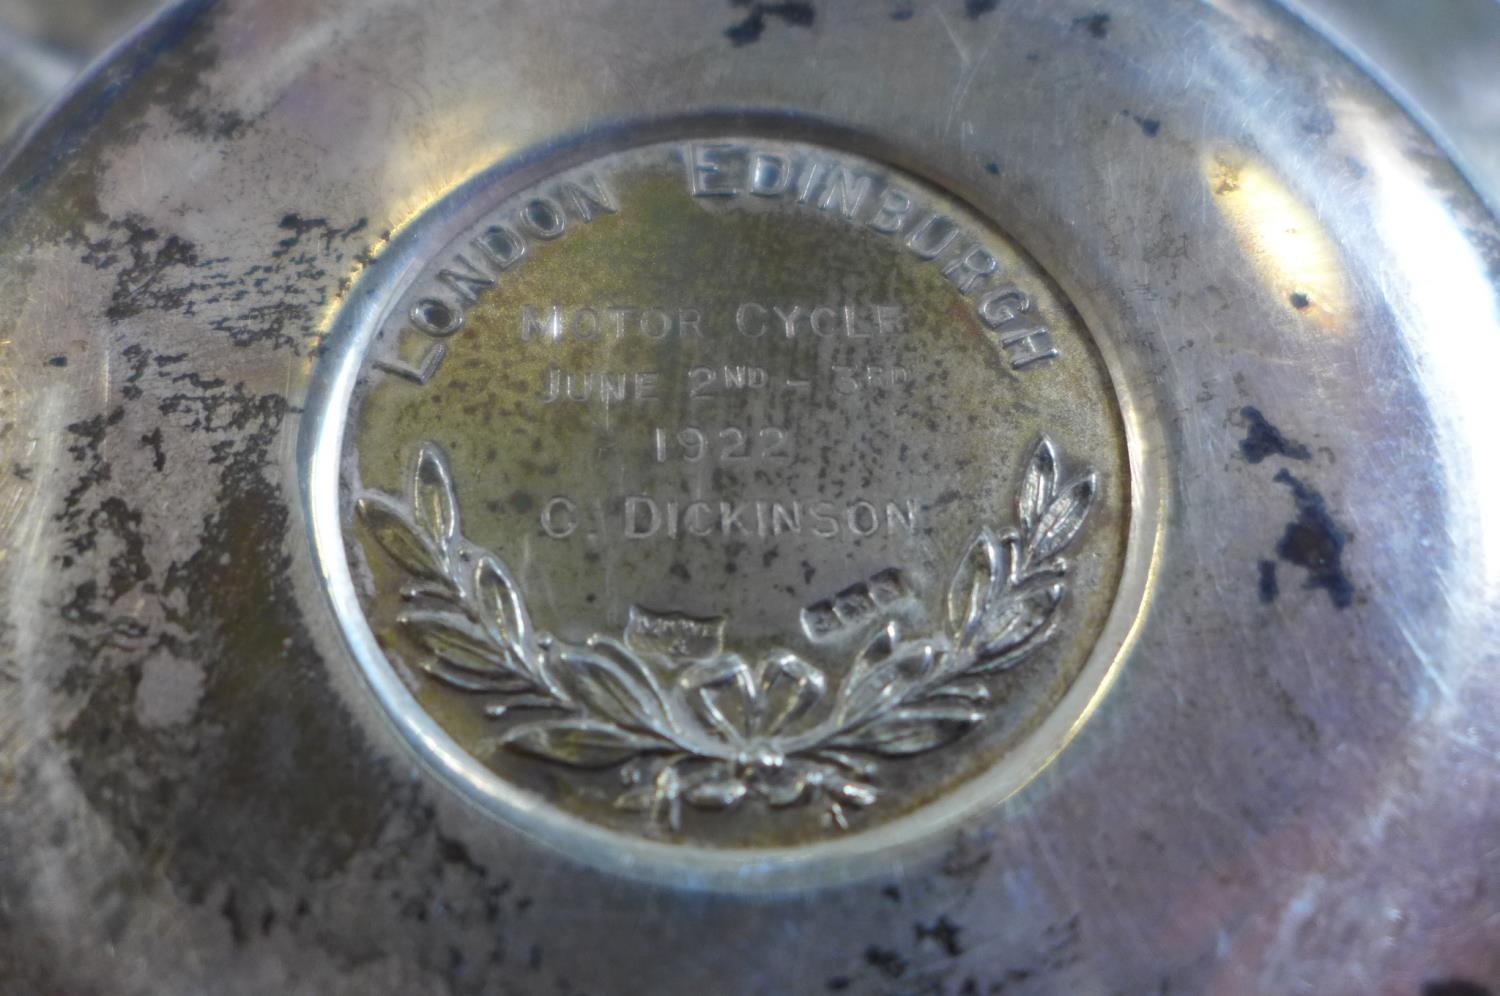 LONDON EDINBURGH
MOTOR CYCLE
JUNE 2ND - 3RD
1922
C. DICKINSON